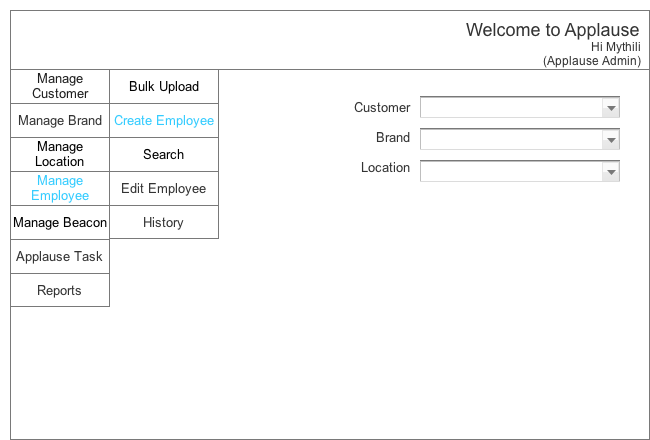 Welcome to Applause
Hi Mythili
(Applause Admin)
Manage
Customer
Manage Brand
Manage
Location
Manage
Employee
Manage Beacon
Applause Task
Reports
Bulk Upload
Create Employee
Search
Edit Employee
History
Customer
Brand
Location